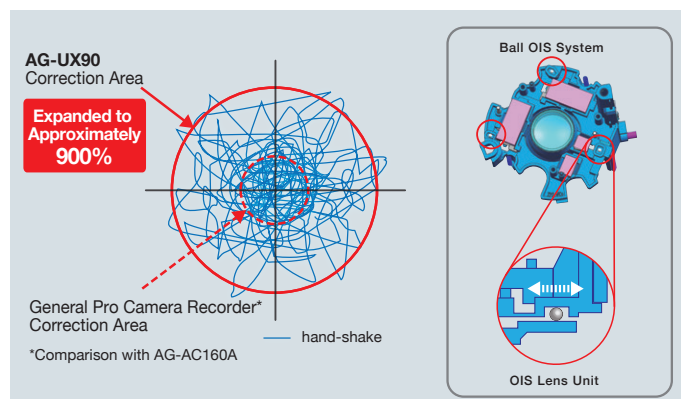 AG-UX90
Correction Area
Expanded to
Approximately
900%
General Pro Camera Recorder*
Correction Area
*Comparison with AG-AC160A
hand-shake
Ball OIS System
OIS Lens Unit